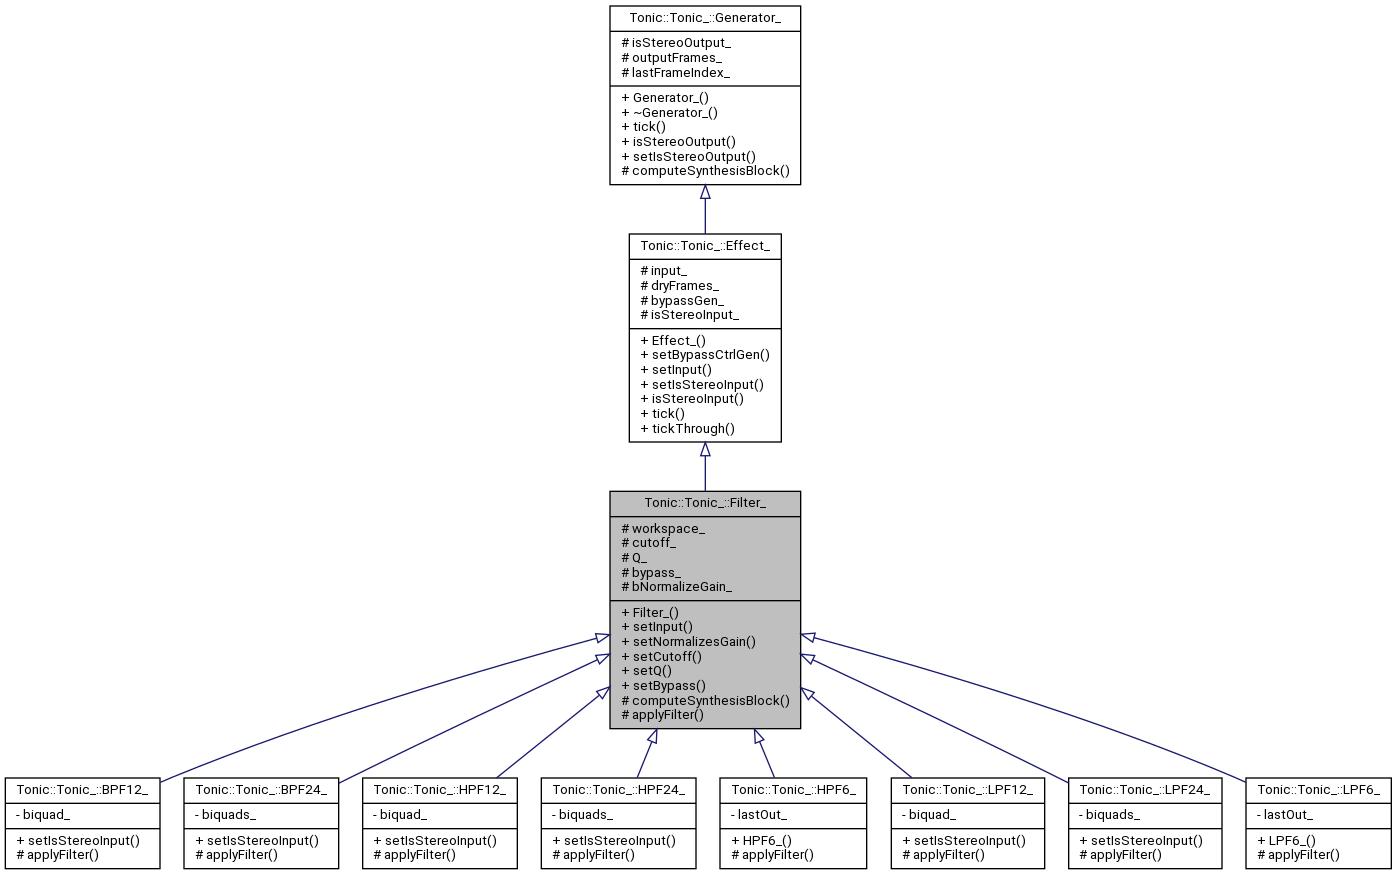 Tonic::Tonic_::Generator_
# isStereoOutput_
# outputFrames_
# lastFrameIndex_
+ Generator_()
+ ~Generator_()
+ tick()
+ isStereoOutput()
+ setIsStereoOutput()
# computeSynthesisBlock()
Tonic::Tonic_::Effect_
# input_
# dryFrames_
# bypassGen_
# isStereoInput_
+ Effect_()
+ setBypassCtrlGen()
+ setInput()
+ setIsStereoInput()
+ isStereoInput()
+ tick()
+ tickThrough()
Tonic::Tonic_::Filter_
# workspace_
# cutoff_
# Q_
# bypass_
# bNormalizeGain_
+ Filter_()
+ setInput()
+ setNormalizesGain()
+ setCutoff()
+ setQ()
+ setBypass()
# computeSynthesisBlock()
# applyFilter()
Tonic::Tonic_::BPF12_
- biquad_
+ setIsStereoInput()
# applyFilter()
Tonic::Tonic_::BPF24_
- biquads_
+ setIsStereoInput()
# applyFilter()
Tonic::Tonic_::HPF12_
- biquad_
+ setIsStereoInput()
# applyFilter()
Tonic::Tonic_::HPF24_
- biquads_
+ setIsStereoInput()
# applyFilter()
Tonic::Tonic_::HPF6_
- lastOut_
+ HPF6_()
# applyFilter()
Tonic::Tonic_::LPF12_
- biquad_
+ setIsStereoInput()
# applyFilter()
Tonic::Tonic_::LPF24_
- biquads_
+ setIsStereoInput()
# applyFilter()
Tonic::Tonic_::LPF6_
- lastOut_
+ LPF6_()
# applyFilter()